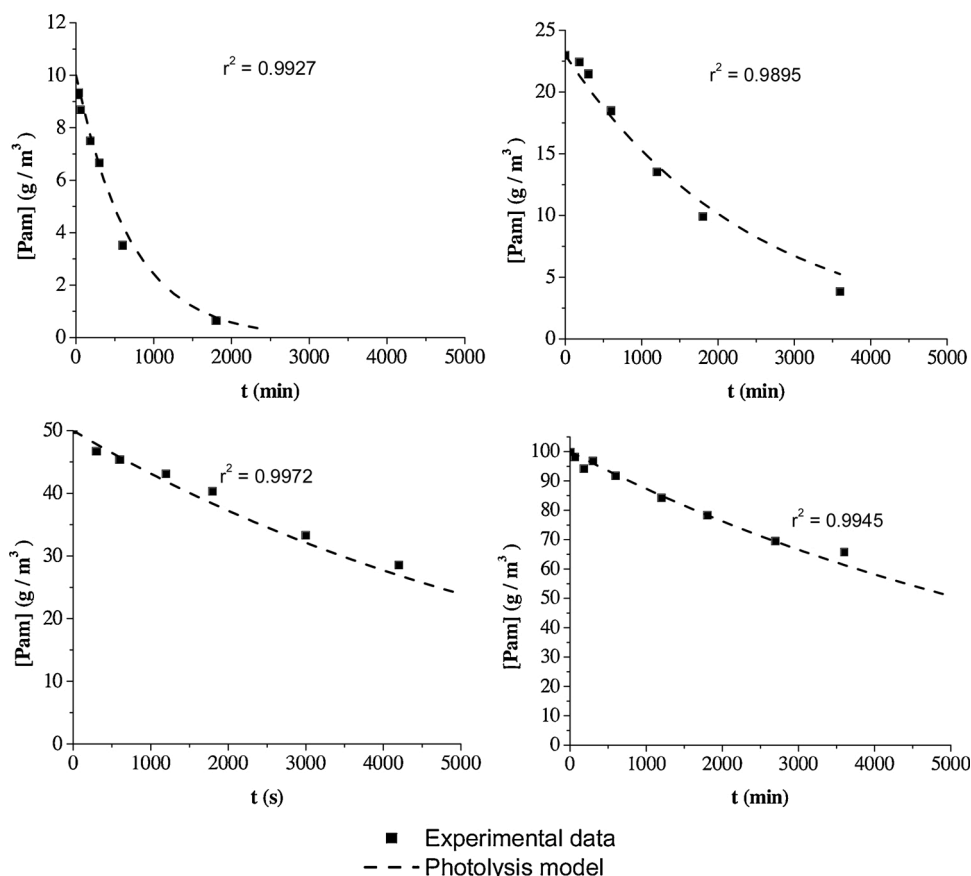 12
10
8
6
4
2
0
[Pam] (g / m³)
r² = 0.9927
0 1000 2000 3000 4000 5000
t (min)
25
20
15
10
5
0
[Pam] (g / m³)
r² = 0.9895
0 1000 2000 3000 4000 5000
t (min)
50
40
30
20
10
0
[Pam] (g / m³)
r² = 0.9972
0 1000 2000 3000 4000 5000
t (s)
100
90
80
70
60
50
40
30
20
10
0
[Pam] (g / m³)
r² = 0.9945
0 1000 2000 3000 4000 5000
t (min)
Experimental data
Photolysis model